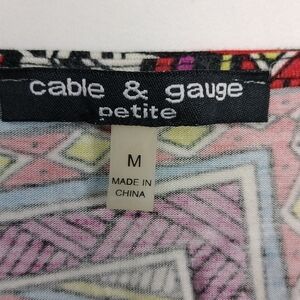 cable & gauge
petite
M
MADE IN
CHINA